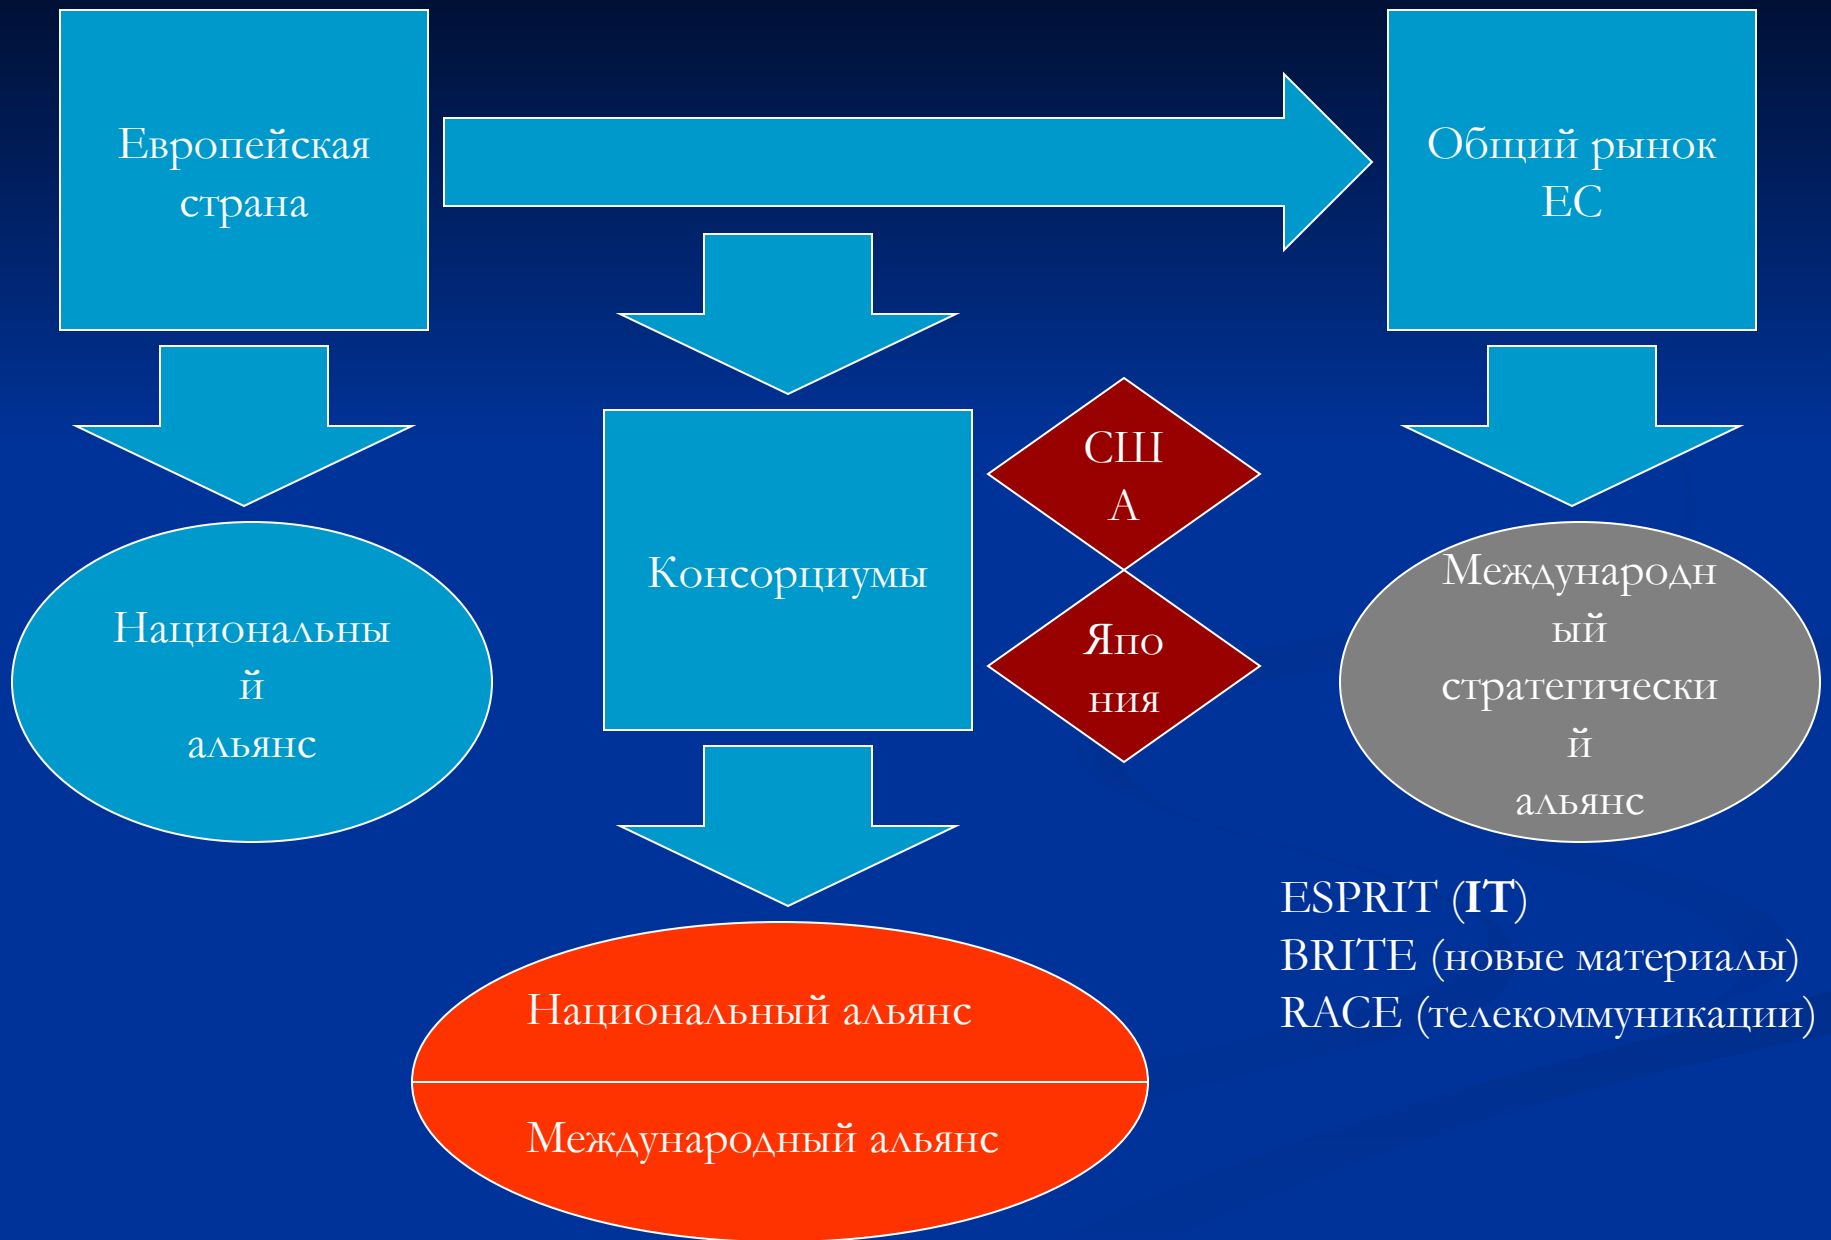 Европейская
страна
Общий рынок
ЕС
Консорциумы
СШ
А
Япо
ния
Национальны
й
альянс
Международн
ый
стратегически
й
альянс
ESPRIT (IT)
BRITE (новые материалы)
RACE (телекоммуникации)
Национальный альянс
Международный альянс